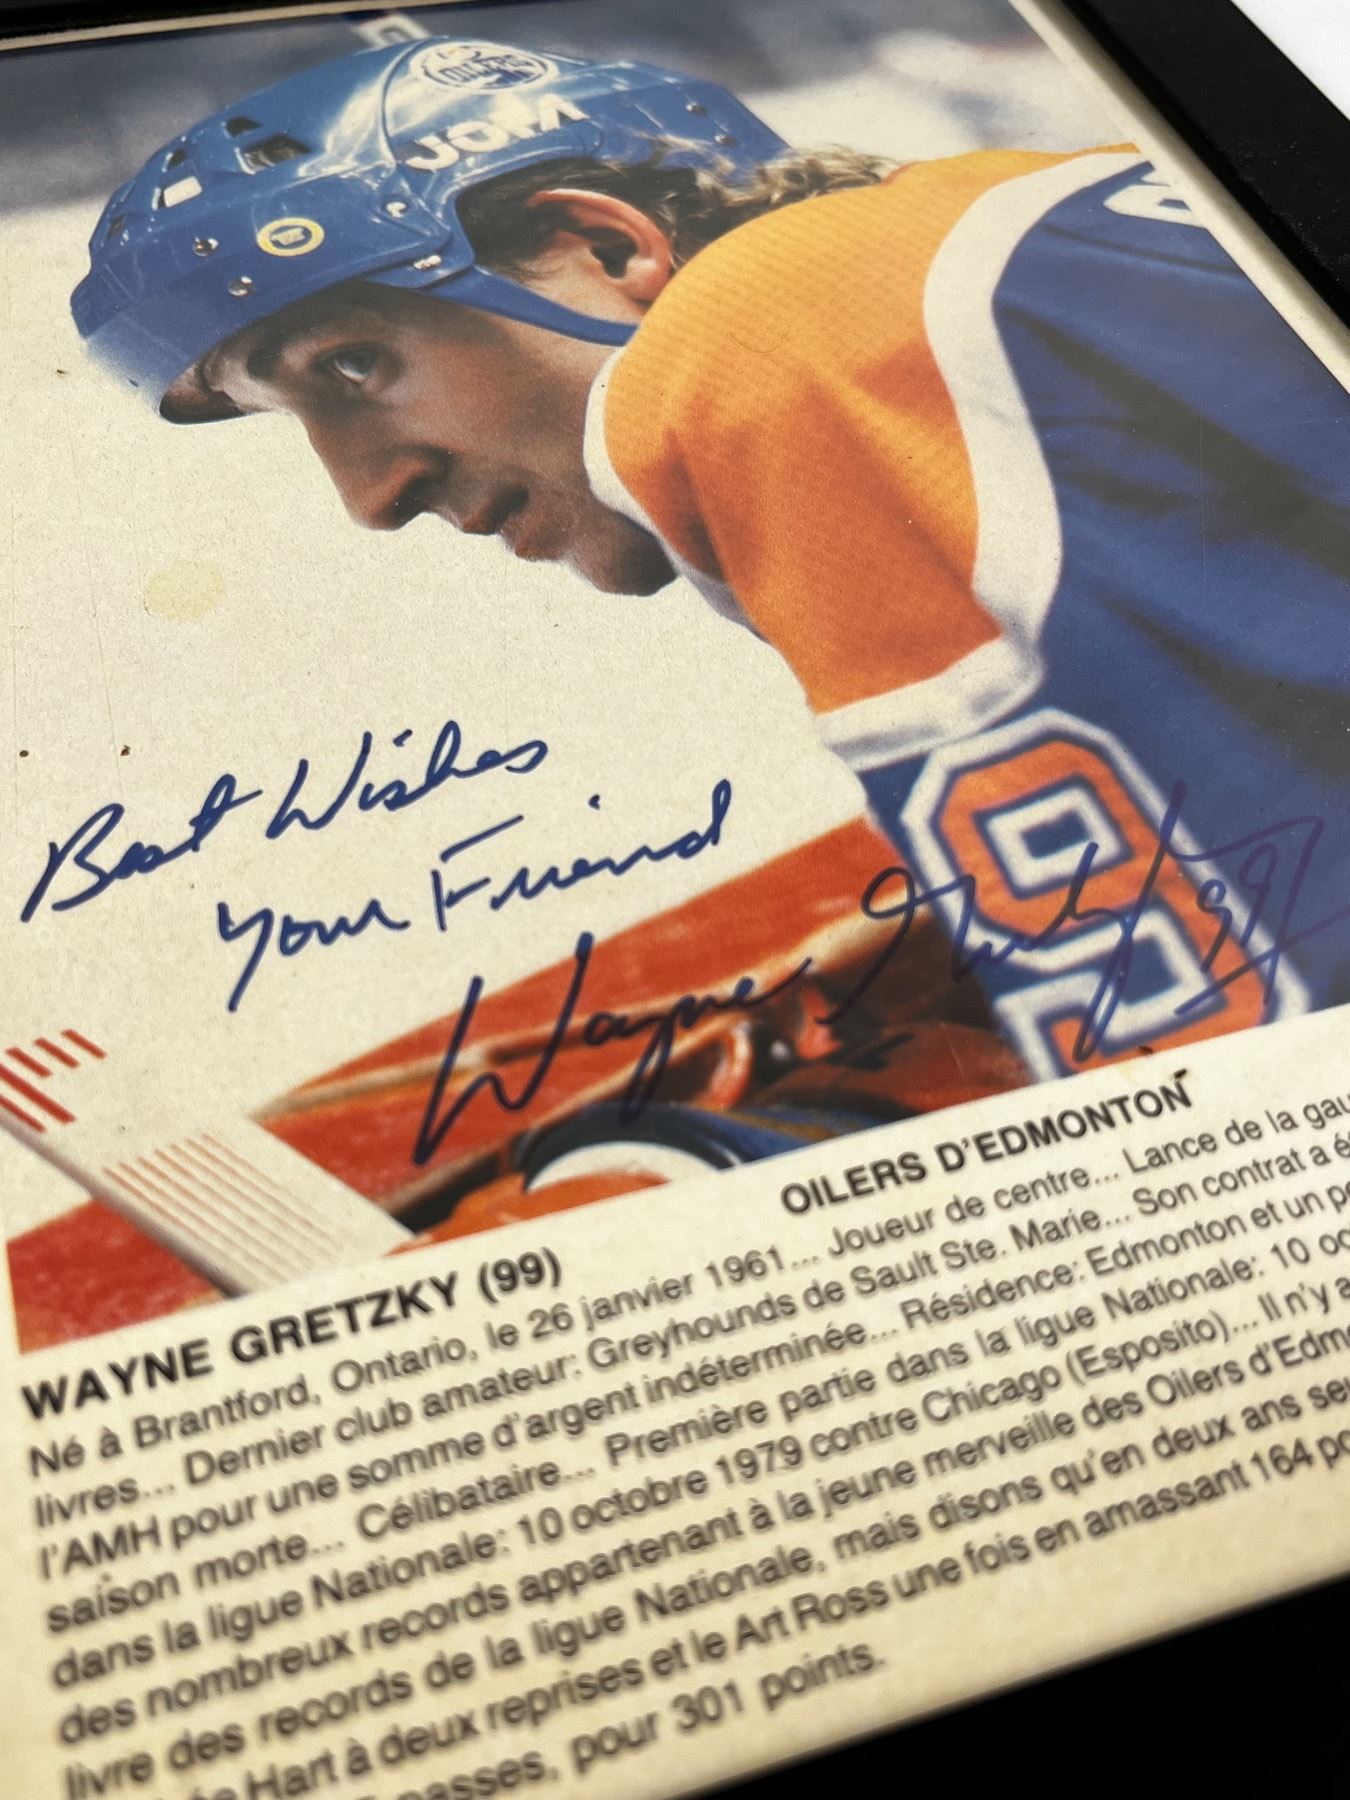 OILERS
JOFA
Best Wishes
Your Friend
Wayne Gretzky 99
9
OILERS D'EDMONTON
WAYNE GRETZKY (99)
Né à Brantford, Ontario, le 26 janvier 1961... Joueur de centre... Lance de la gau
livres... Dernier club amateur: Greyhounds de Sault Ste. Marie... Son contrat a é
l'AMH pour une somme d'argent indéterminée... Résidence: Edmonton et un
saison morte... Célibataire... Première partie dans la ligue Nationale: 10 oc
dans la ligue Nationale: 10 octobre 1979 contre Chicago (Esposito)... Il n'y a
des nombreux records appartenant à la jeune merveille des Oilers d'Edm
livre des records de la ligue Nationale, mais disons qu'en deux ans
Hart à deux reprises et le Art Ross une fois en amassant 164
passes, pour 301 points.